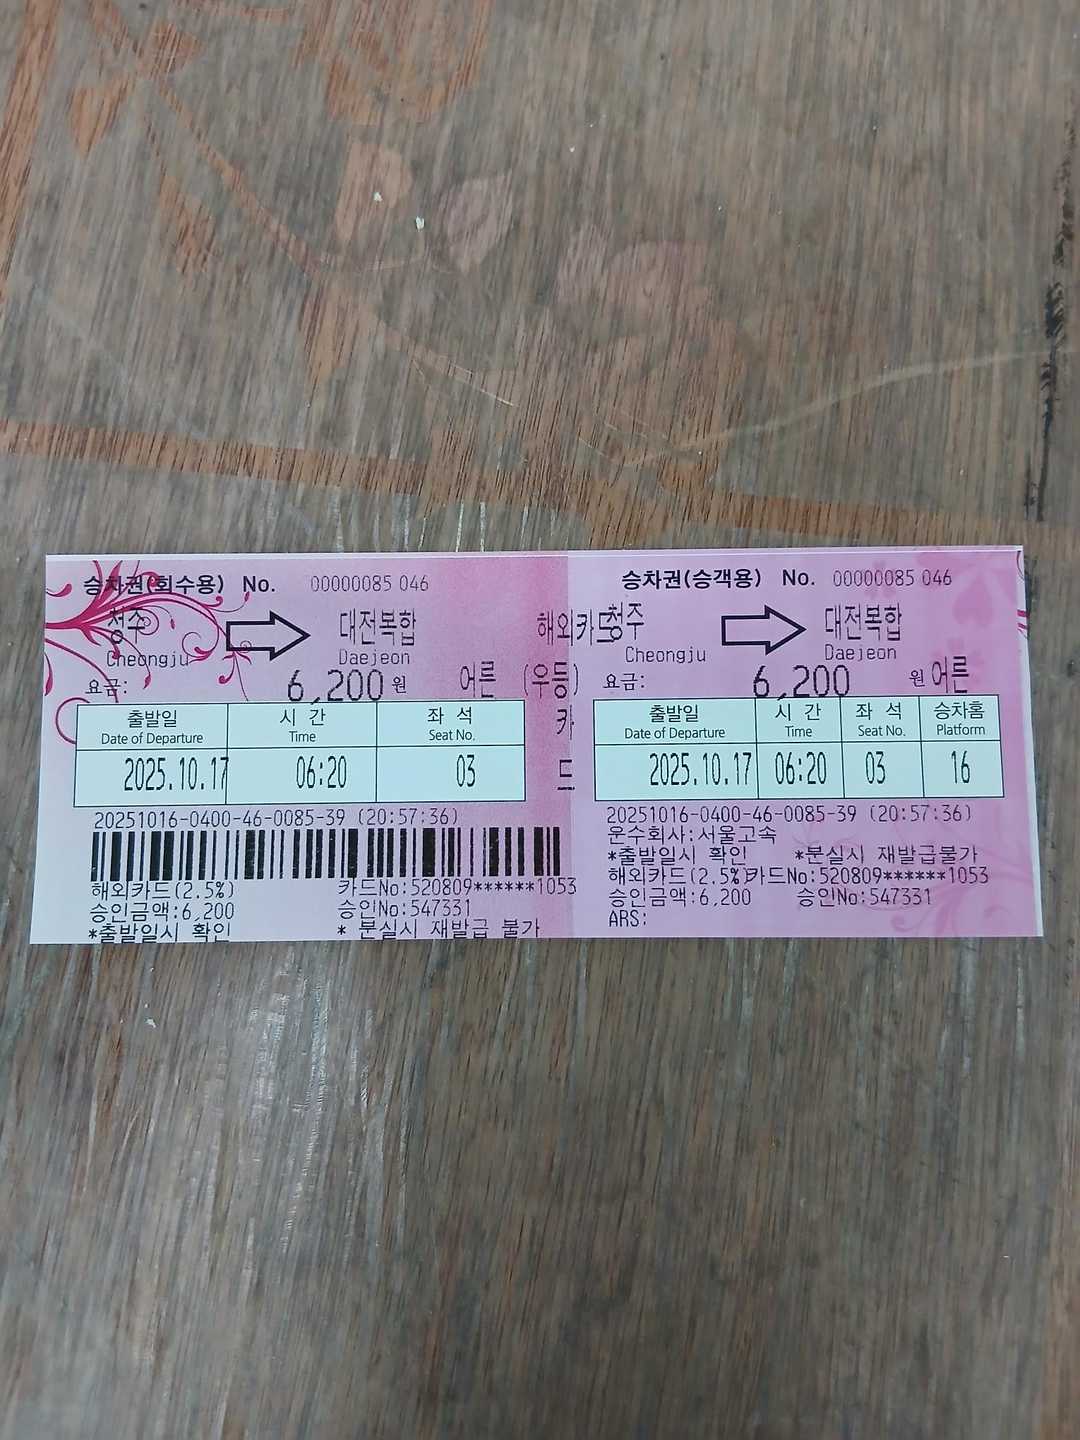 승차권(회수용) No. 00000085 046
청주 대전복합 해외카드
Cheongju Daejeon
요금: 6,200 원 어른 (우등)
카
드
출발일 시 간 좌 석
Date of Departure Time Seat No.
2025.10.17 06:20 03
20251016-0400-46-0085-39 (20:57:36)
해외카드(2.5%) 카드No:520809******1053
승인금액:6,200 승인No:547331
*출발일시 확인 * 분실시 재발급 불가
승차권(승객용) No. 00000085 046
청주 대전복합
Cheongju Daejeon
요금: 6,200 원 어른
출발일 시 간 좌 석 승차홈
Date of Departure Time Seat No. Platform
2025.10.17 06:20 03 16
20251016-0400-46-0085-39 (20:57:36)
운수회사:서울고속
*출발일시 확인 *분실시 재발급불가
해외카드(2.5%)카드No:520809******1053
승인금액:6,200 승인No:547331
ARS: